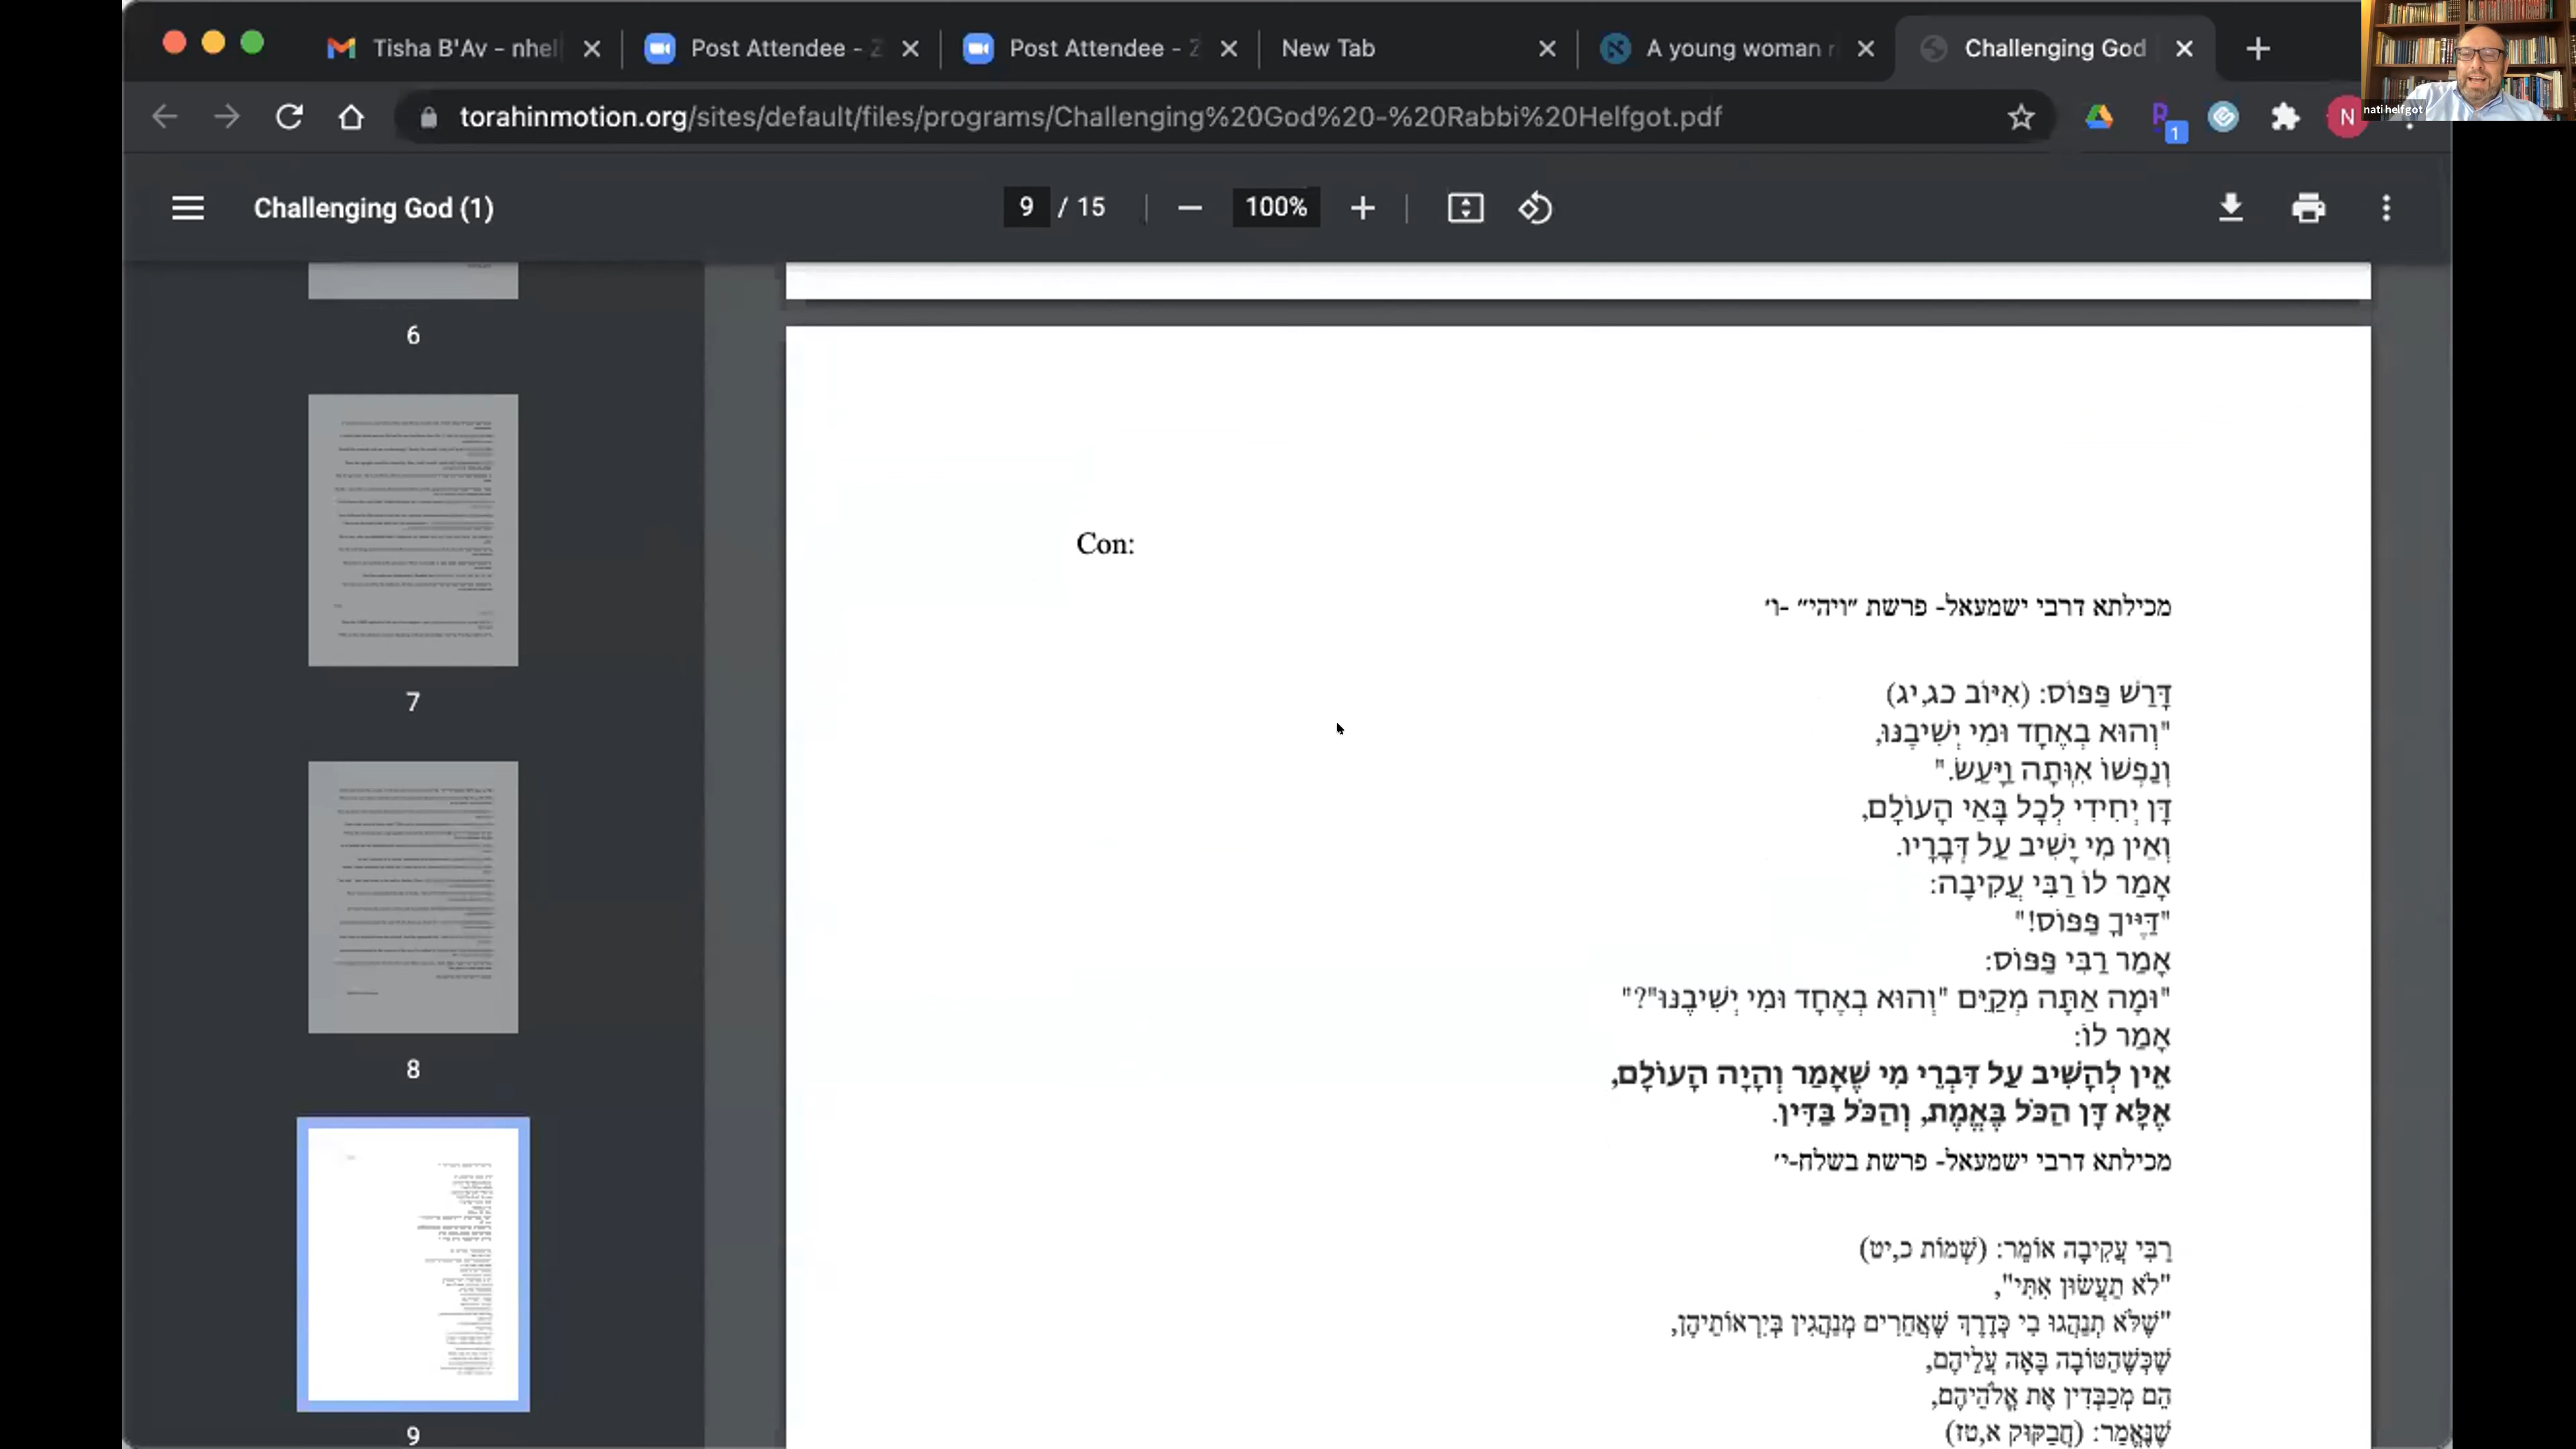 Tisha B'Av - nhel
Post Attendee - Z
Post Attendee - Z
New Tab
A young woman r
Challenging God
nati helfgot
torahinmotion.org/sites/default/files/programs/Challenging%20God%20-%20Rabbi%20Helfgot.pdf
1
N
Challenging God (1)
9 / 15
100%
6
7
8
9
Con:
מכילתא דרבי ישמעאל- פרשת ״ויהי״ -ו׳
דָּרַשׁ פַּפּוֹס: (אִיּוֹב כג,יג)
"וְהוּא בְאֶחָד וּמִי יְשִׁיבֶנּוּ,
וְנַפְשׁוֹ אִוְּתָה וַיָּעַשׂ."
דָּן יְחִידִי לְכָל בָּאֵי הָעוֹלָם,
וְאֵין מִי יָשִׁיב עַל דְּבָרָיו.
אָמַר לוֹ רַבִּי עֲקִיבָה:
"דַּיֶּיךָ פַּפּוֹס!"
אָמַר רַבִּי פַּפּוֹס:
"וּמָה אַתָּה מְקַיֵּם "וְהוּא בְאֶחָד וּמִי יְשִׁיבֶנּוּ"?"
אָמַר לוֹ:
אֵין לְהָשִׁיב עַל דִּבְרֵי מִי שֶׁאָמַר וְהָיָה הָעוֹלָם,
אֶלָּא דָּן הַכֹּל בֶּאֱמֶת, וְהַכֹּל בַּדִּין.
מכילתא דרבי ישמעאל- פרשת בשלח-י׳
רַבִּי עֲקִיבָה אוֹמֵר: (שְׁמוֹת כ,יט)
"לֹא תַעֲשׂוּן אִתִּי",
"שֶׁלֹּא תִנְהֲגוּ בִי כְּדֶרֶךְ שֶׁאֲחֵרִים מְנַהֲגִין בְּיִרְאוֹתֵיהֶן,
שֶׁכְּשֶׁהַטּוֹבָה בָּאָה עֲלֵיהֶם,
הֵם מְכַבְּדִין אֶת אֱלֹהֵיהֶם,
שֶׁנֶּאֱמַר: (חֲבַקּוּק א,טז)